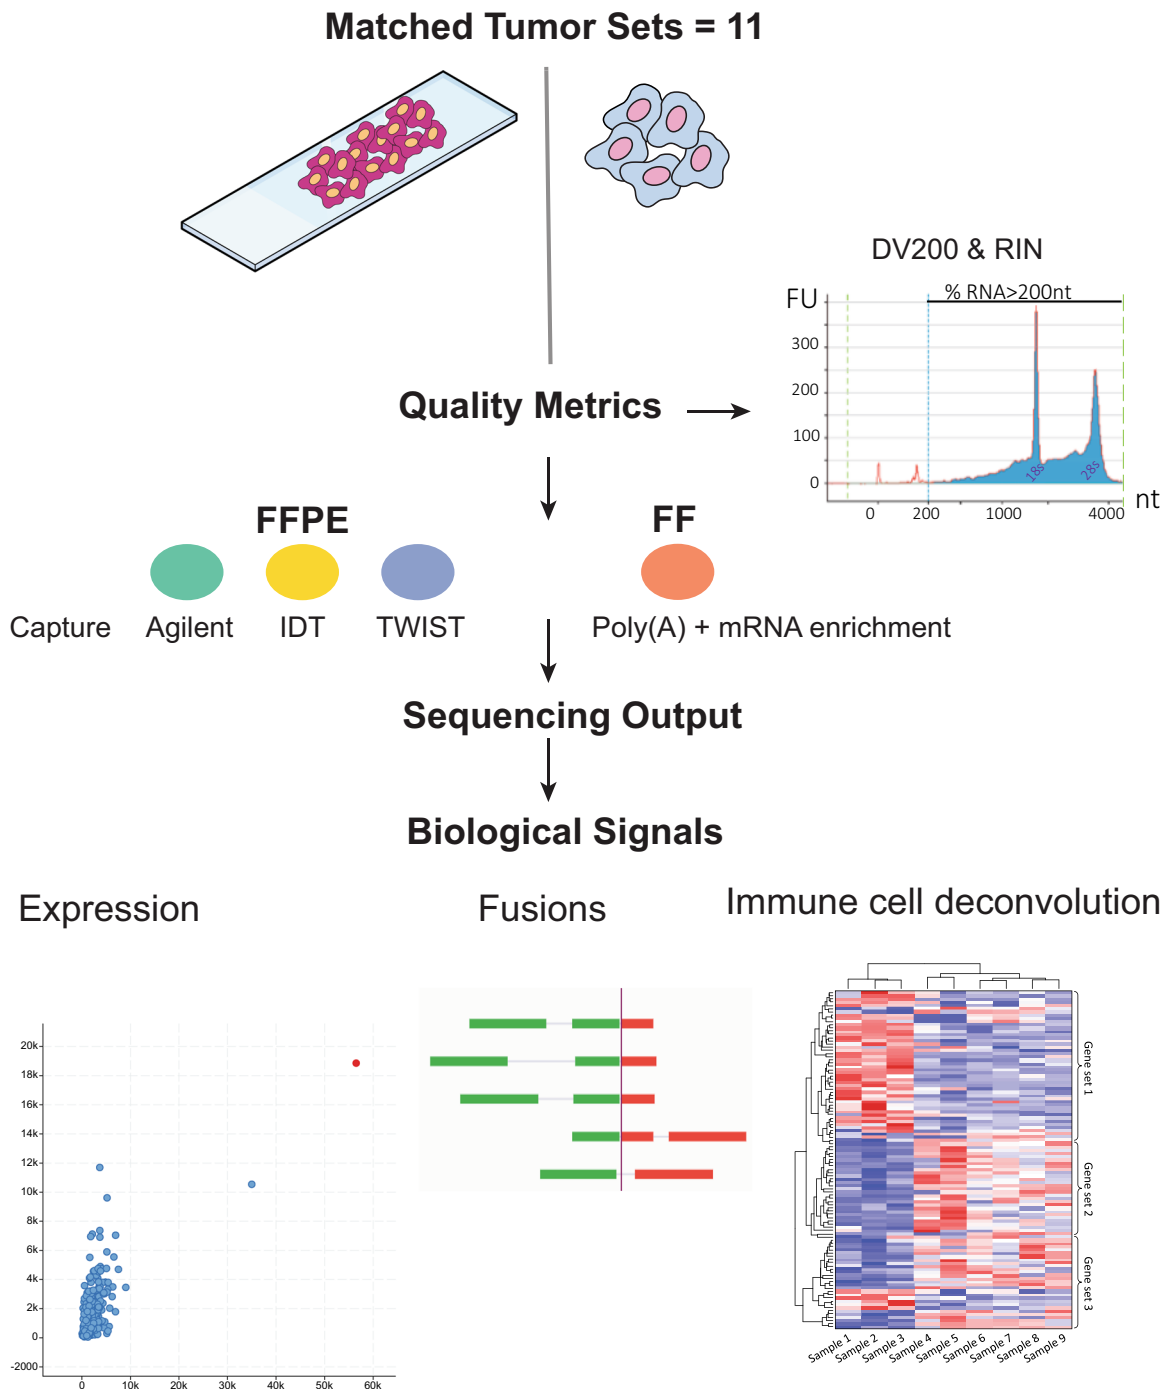 Matched Tumor Sets = 11
DV200 & RIN
FU
% RNA>200nt
300
200
100
0
18s
28s
nt
0 200 1000 4000
Quality Metrics
FFPE
FF
Capture Agilent IDT TWIST Poly(A) + mRNA enrichment
Sequencing Output
Biological Signals
Expression
Fusions
Immune cell deconvolution
20k
18k
16k
14k
12k
10k
8k
6k
4k
2k
0
-2000
0 10k 20k 30k 40k 50k 60k
Gene set 1
Gene set 2
Gene set 3
Sample 1 Sample 2 Sample 3 Sample 4 Sample 5 Sample 6 Sample 7 Sample 8 Sample 9